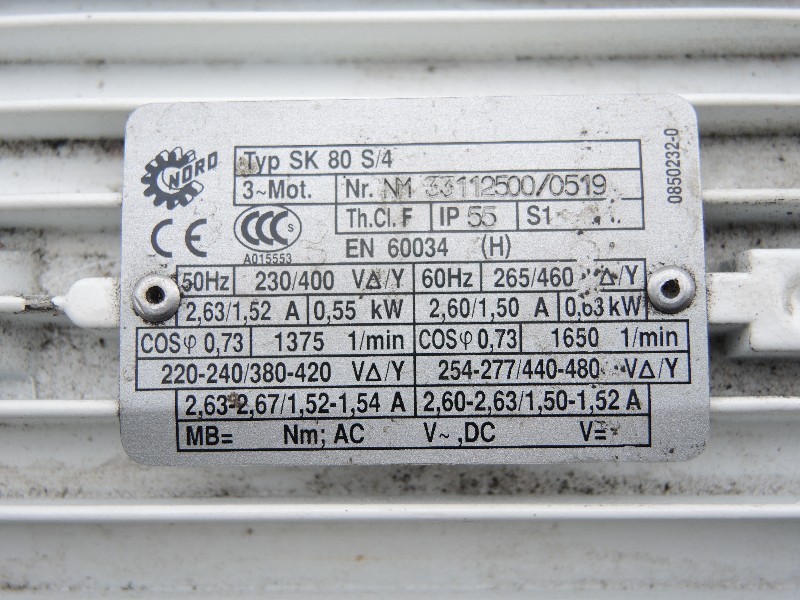 NORD
Typ SK 80 S/4
3~Mot. Nr. NM 33112500/0519
Th.Cl. F IP 55 S1
CE CCC S
A015553
EN 60034 (H)
50Hz 230/400 VΔ/Y 60Hz 265/460 Δ/Y
2,63/1,52 A 0,55 kW 2,60/1,50 A 0,63 kW
COSφ 0,73 1375 1/min COSφ 0,73 1650 1/min
220-240/380-420 VΔ/Y 254-277/440-480 VΔ/Y
2,63-2,67/1,52-1,54 A 2,60-2,63/1,50-1,52 A
MB= Nm; AC V~ ,DC V=
0850232-0